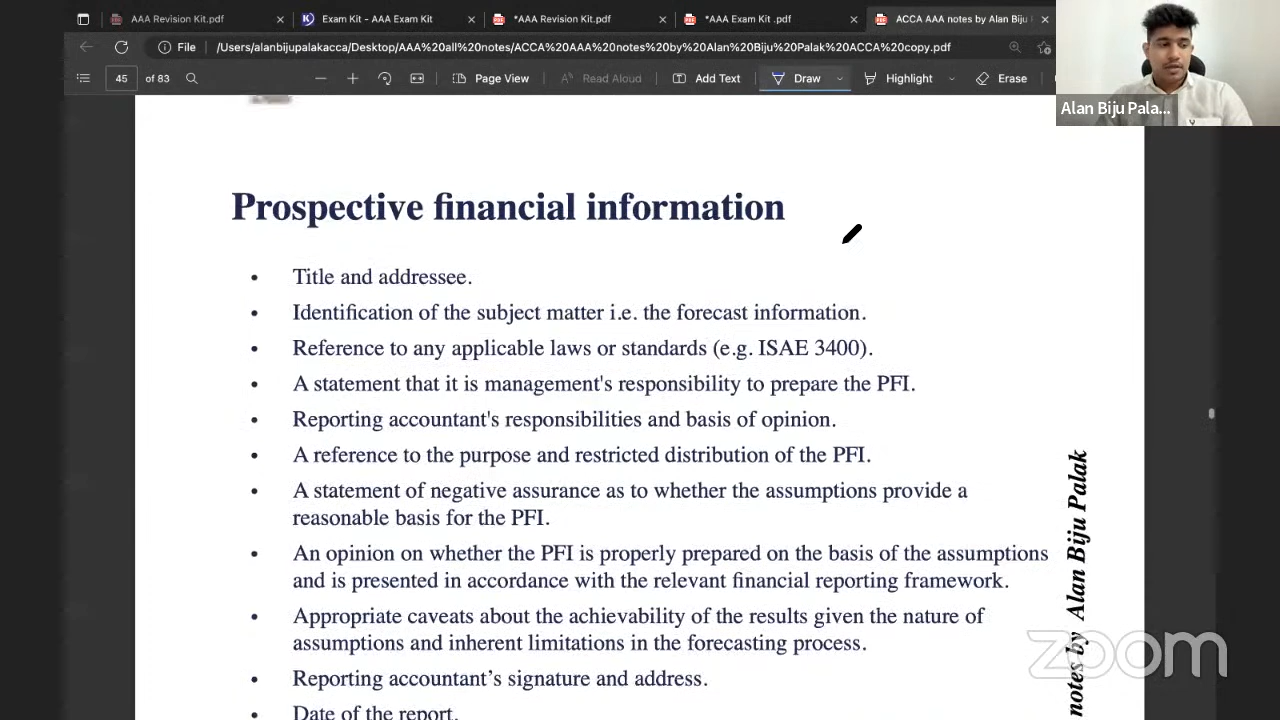 AAA Revision Kit.pdf
Exam Kit - AAA Exam Kit
*AAA Revision Kit.pdf
*AAA Exam Kit .pdf
ACCA AAA notes by Alan Biju
File
/Users/alanbijupalakacca/Desktop/AAA%20all%20notes/ACCA%20AAA%20notes%20by%20Alan%20Biju%20Palak%20ACCA%20copy.pdf
45 of 83
Page View
Read Aloud
Add Text
Draw
Highlight
Erase
Alan Biju Pala...
Prospective financial information
• Title and addressee.
• Identification of the subject matter i.e. the forecast information.
• Reference to any applicable laws or standards (e.g. ISAE 3400).
• A statement that it is management's responsibility to prepare the PFI.
• Reporting accountant's responsibilities and basis of opinion.
• A reference to the purpose and restricted distribution of the PFI.
• A statement of negative assurance as to whether the assumptions provide a
reasonable basis for the PFI.
• An opinion on whether the PFI is properly prepared on the basis of the assumptions
and is presented in accordance with the relevant financial reporting framework.
• Appropriate caveats about the achievability of the results given the nature of
assumptions and inherent limitations in the forecasting process.
• Reporting accountant’s signature and address.
• Date of the report.
notes by Alan Biju Palak
zoom